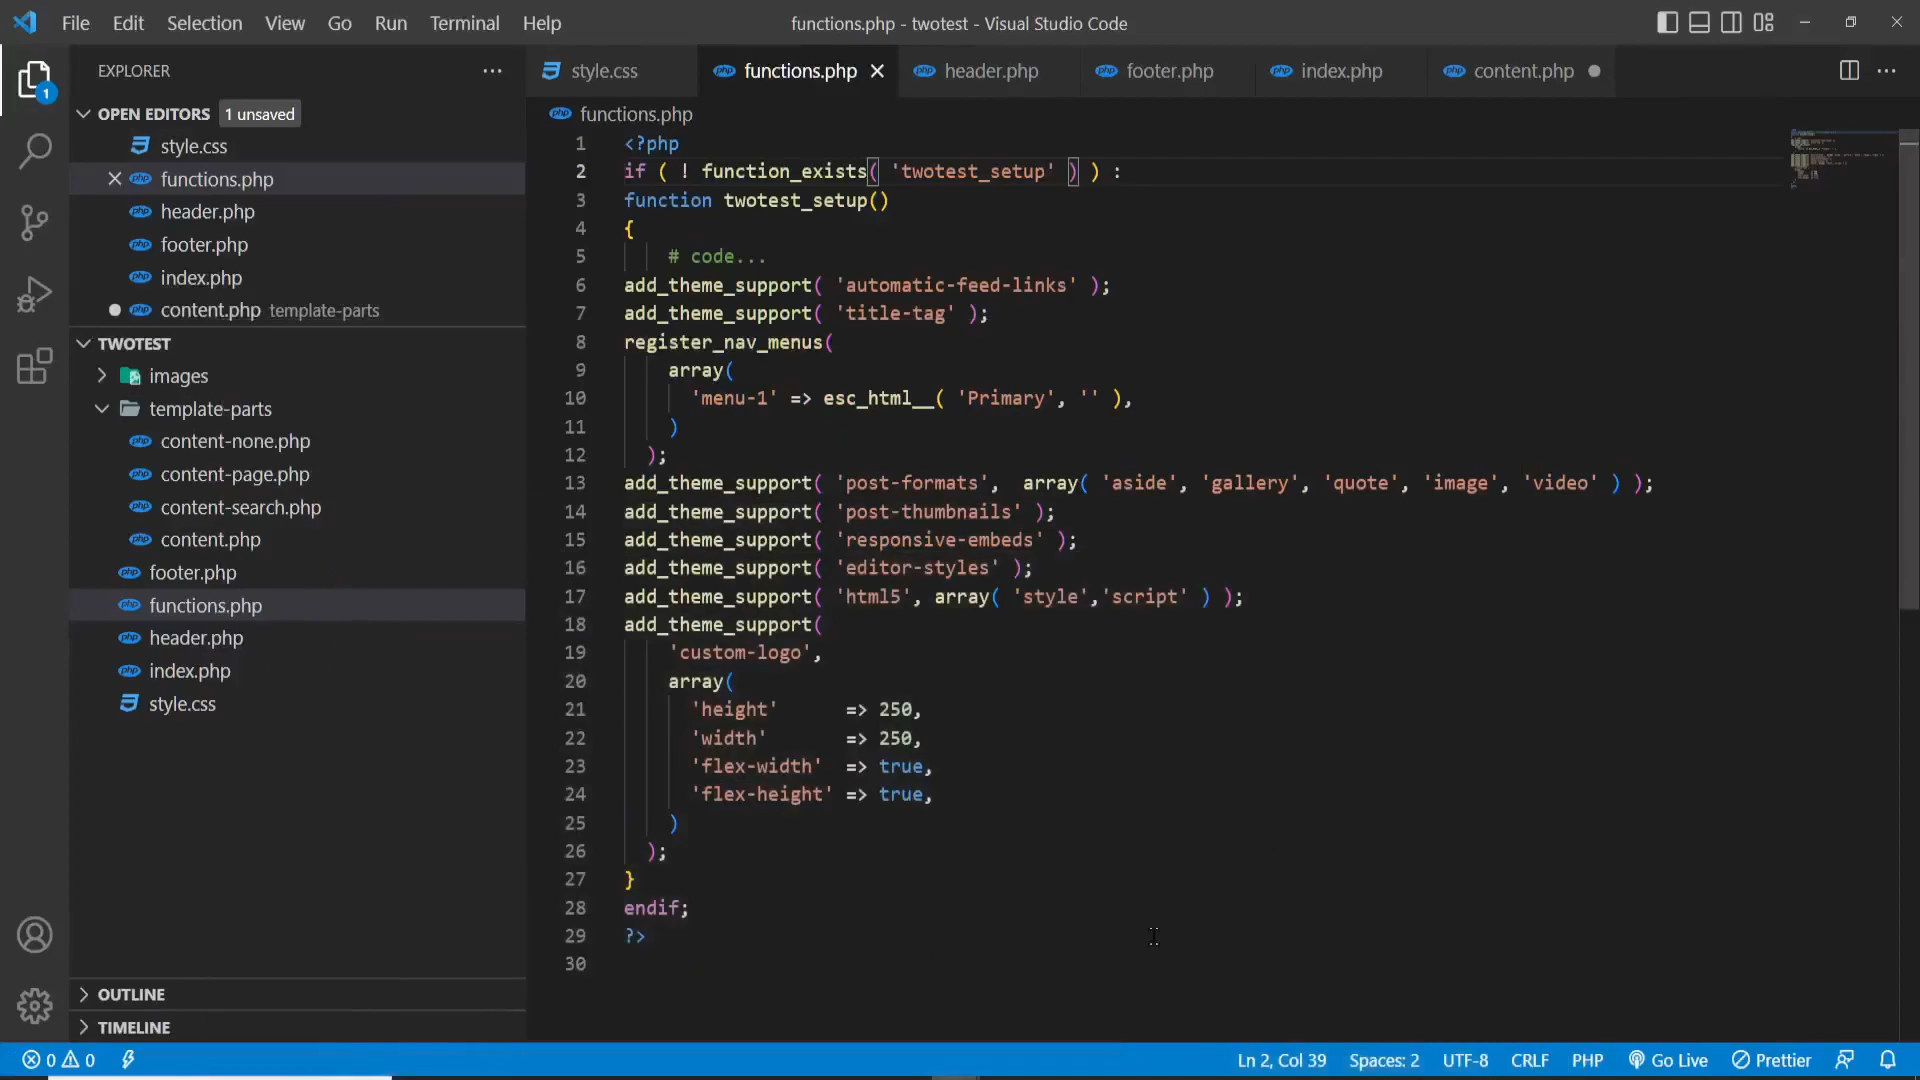 File Edit Selection View Go Run Terminal Help
functions.php - twotest - Visual Studio Code
EXPLORER
OPEN EDITORS 1 unsaved
style.css
functions.php
header.php
footer.php
index.php
content.php template-parts
TWOTEST
images
template-parts
content-none.php
content-page.php
content-search.php
content.php
footer.php
functions.php
header.php
index.php
style.css
OUTLINE
TIMELINE
style.css functions.php header.php footer.php index.php content.php
functions.php
1 <?php
2 if ( ! function_exists( 'twotest_setup' ) ) :
3 function twotest_setup()
4 {
5 # code...
6 add_theme_support( 'automatic-feed-links' );
7 add_theme_support( 'title-tag' );
8 register_nav_menus(
9 array(
10 'menu-1' => esc_html__( 'Primary', '' ),
11 )
12 );
13 add_theme_support( 'post-formats',  array( 'aside', 'gallery', 'quote', 'image', 'video' ) );
14 add_theme_support( 'post-thumbnails' );
15 add_theme_support( 'responsive-embeds' );
16 add_theme_support( 'editor-styles' );
17 add_theme_support( 'html5', array( 'style','script' ) );
18 add_theme_support(
19 'custom-logo',
20 array(
21 'height'      => 250,
22 'width'       => 250,
23 'flex-width'  => true,
24 'flex-height' => true,
25 )
26 );
27 }
28 endif;
29 ?>
30
1
0 0 Ln 2, Col 39 Spaces: 2 UTF-8 CRLF PHP Go Live Prettier